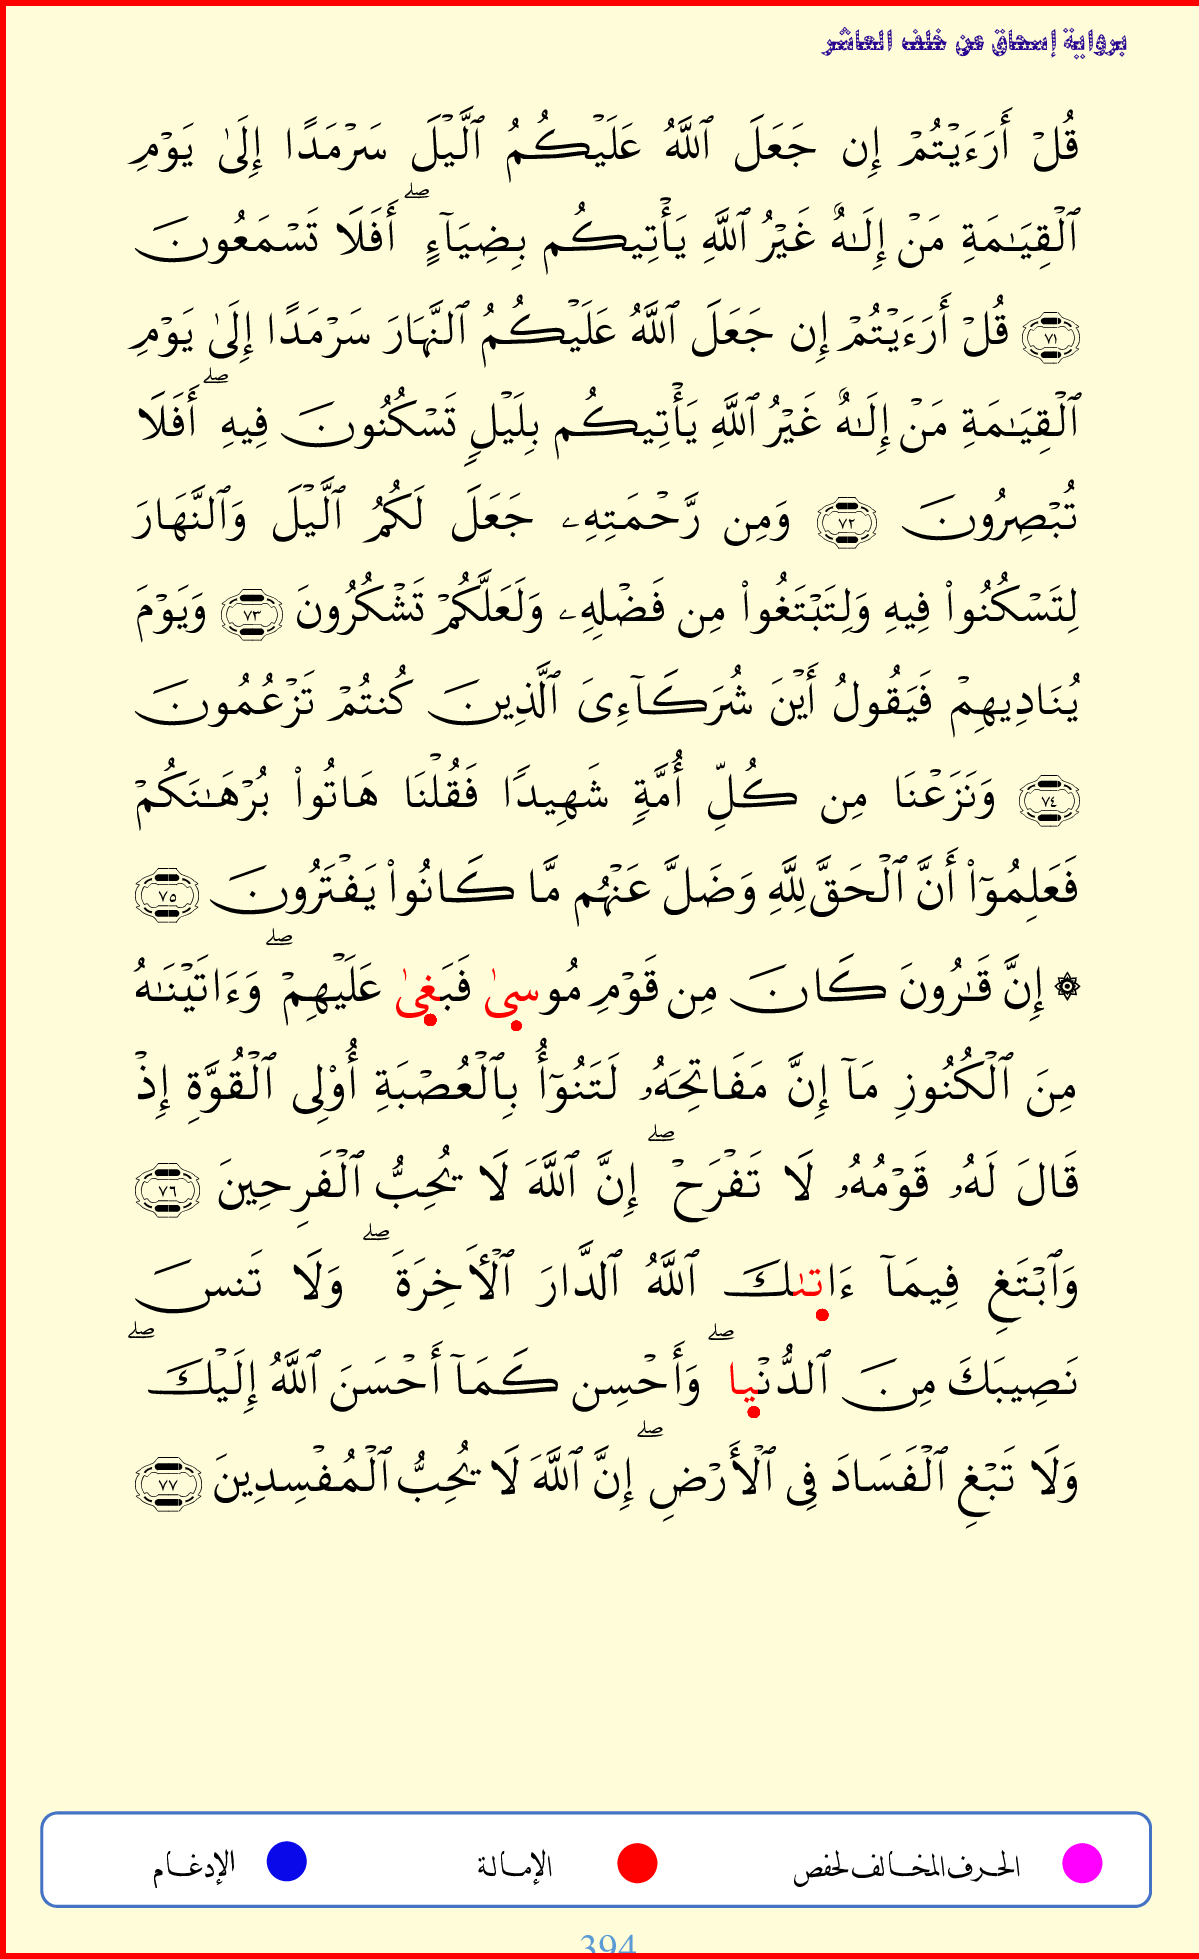 برواية إسحاق عن خلف العاشر
قُلۡ أَرَءَيۡتُمۡ إِن جَعَلَ ٱللَّهُ عَلَيۡكُمُ ٱلَّيۡلَ سَرۡمَدًا إِلَىٰ يَوۡمِ
ٱلۡقِيَٰمَةِ مَنۡ إِلَٰهٌ غَيۡرُ ٱللَّهِ يَأۡتِيكُم بِضِيَآءٍۖ أَفَلَا تَسۡمَعُونَ
٧١ قُلۡ أَرَءَيۡتُمۡ إِن جَعَلَ ٱللَّهُ عَلَيۡكُمُ ٱلنَّهَارَ سَرۡمَدًا إِلَىٰ يَوۡمِ
ٱلۡقِيَٰمَةِ مَنۡ إِلَٰهٌ غَيۡرُ ٱللَّهِ يَأۡتِيكُم بِلَيۡلٖ تَسۡكُنُونَ فِيهِۖ أَفَلَا
تُبۡصِرُونَ ٧٢ وَمِن رَّحۡمَتِهِۦ جَعَلَ لَكُمُ ٱلَّيۡلَ وَٱلنَّهَارَ
لِتَسۡكُنُواْ فِيهِ وَلِتَبۡتَغُواْ مِن فَضۡلِهِۦ وَلَعَلَّكُمۡ تَشۡكُرُونَ ٧٣ وَيَوۡمَ
يُنَادِيهِمۡ فَيَقُولُ أَيۡنَ شُرَكَآءِىَ ٱلَّذِينَ كُنتُمۡ تَزۡعُمُونَ
٧٤ وَنَزَعۡنَا مِن كُلِّ أُمَّةٖ شَهِيدٗا فَقُلۡنَا هَاتُواْ بُرۡهَٰنَكُمۡ
فَعَلِمُوٓاْ أَنَّ ٱلۡحَقَّ لِلَّهِ وَضَلَّ عَنۡهُم مَّا كَانُواْ يَفۡتَرُونَ ٧٥
۞ إِنَّ قَٰرُونَ كَانَ مِن قَوۡمِ مُوسىٰ فَبَغىٰ عَلَيۡهِمۡۖ وَءَاتَيۡنَٰهُ
مِنَ ٱلۡكُنُوزِ مَآ إِنَّ مَفَاتِحَهُۥ لَتَنُوٓأُ بِٱلۡعُصۡبَةِ أُوْلِى ٱلۡقُوَّةِ إِذۡ
قَالَ لَهُۥ قَوۡمُهُۥ لَا تَفۡرَحۡۖ إِنَّ ٱللَّهَ لَا يُحِبُّ ٱلۡفَرِحِينَ ٧٦
وَٱبۡتَغِ فِيمَآ ءَاتىٰكَ ٱللَّهُ ٱلدَّارَ ٱلۡأَخِرَةَۖ وَلَا تَنسَ
نَصِيبَكَ مِنَ ٱلدُّنۡياۖ وَأَحۡسِن كَمَآ أَحۡسَنَ ٱللَّهُ إِلَيۡكَۖ
وَلَا تَبۡغِ ٱلۡفَسَادَ فِى ٱلۡأَرۡضِۖ إِنَّ ٱللَّهَ لَا يُحِبُّ ٱلۡمُفۡسِدِينَ ٧٧
الحرف المخالف لحفص الإمالة الإدغام
394